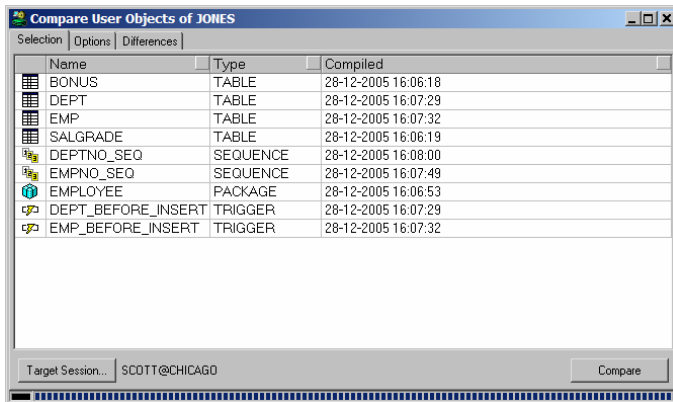 Compare User Objects of JONES
Selection Options Differences
Name Type Compiled
BONUS TABLE 28-12-2005 16:06:18
DEPT TABLE 28-12-2005 16:07:29
EMP TABLE 28-12-2005 16:07:32
SALGRADE TABLE 28-12-2005 16:06:19
DEPTNO_SEQ SEQUENCE 28-12-2005 16:08:00
EMPNO_SEQ SEQUENCE 28-12-2005 16:07:49
EMPLOYEE PACKAGE 28-12-2005 16:06:53
DEPT_BEFORE_INSERT TRIGGER 28-12-2005 16:07:29
EMP_BEFORE_INSERT TRIGGER 28-12-2005 16:07:32
Target Session... SCOTT@CHICAGO Compare